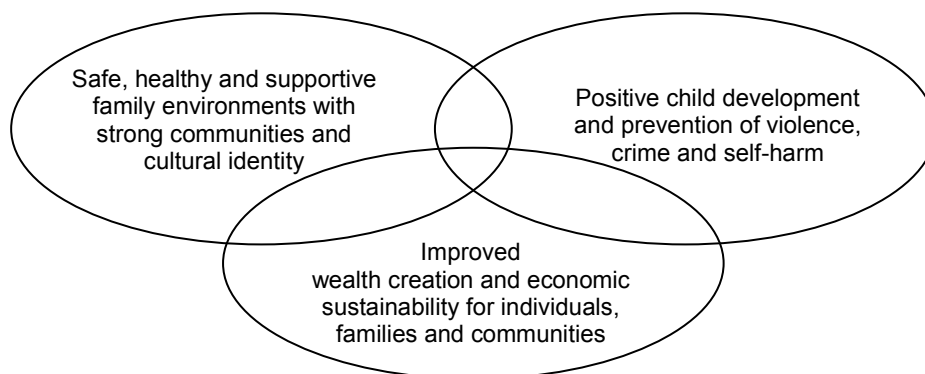 Safe, healthy and supportive
family environments with
strong communities and
cultural identity
Positive child development
and prevention of violence,
crime and self-harm
Improved
wealth creation and economic
sustainability for individuals,
families and communities